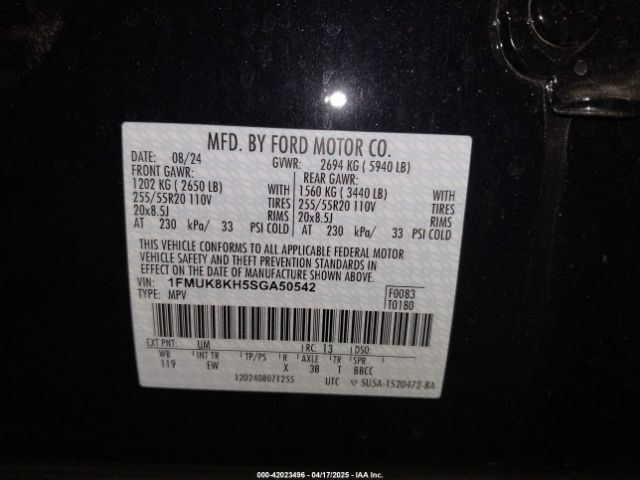 MFD. BY FORD MOTOR CO.
DATE: 08/24 GVWR: 2694 KG ( 5940 LB)
FRONT GAWR: REAR GAWR:
1202 KG ( 2650 LB) WITH 1560 KG ( 3440 LB) WITH
255/55R20 110V TIRES 255/55R20 110V TIRES
20x8.5J RIMS 20x8.5J RIMS
AT 230 kPa/ 33 PSI COLD AT 230 kPa/ 33 PSI COLD
THIS VEHICLE CONFORMS TO ALL APPLICABLE FEDERAL MOTOR
VEHICLE SAFETY AND THEFT PREVENTION STANDARDS IN
EFFECT ON THE DATE OF MANUFACTURE SHOWN ABOVE.
VIN: 1FMUK8KH5SGA50542 F0083
TYPE: MPV T0180
EXT PNT: UM RC: 13 DSO:
WB INT TR TP/PS R AXLE TR SPR
119 EW X 3B T BBCC
1202408071255 UTC 5U5A-1520472-BA
000-42023496 - 04/17/2025 - IAA Inc.